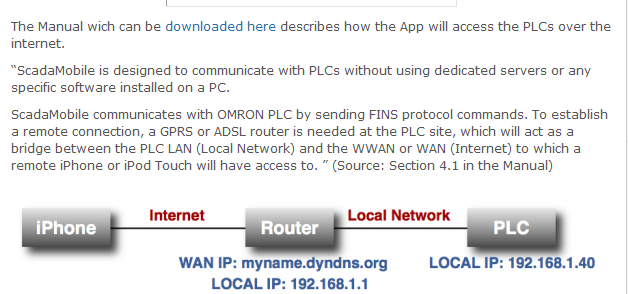 The Manual wich can be downloaded here describes how the App will access the PLCs over the
internet.
“ScadaMobile is designed to communicate with PLCs without using dedicated servers or any
specific software installed on a PC.
ScadaMobile communicates with OMRON PLC by sending FINS protocol commands. To establish
a remote connection, a GPRS or ADSL router is needed at the PLC site, which will act as a
bridge between the PLC LAN (Local Network) and the WWAN or WAN (Internet) to which a
remote iPhone or iPod Touch will have access to. ” (Source: Section 4.1 in the Manual)
iPhone Internet Router Local Network PLC
WAN IP: myname.dyndns.org LOCAL IP: 192.168.1.40
LOCAL IP: 192.168.1.1